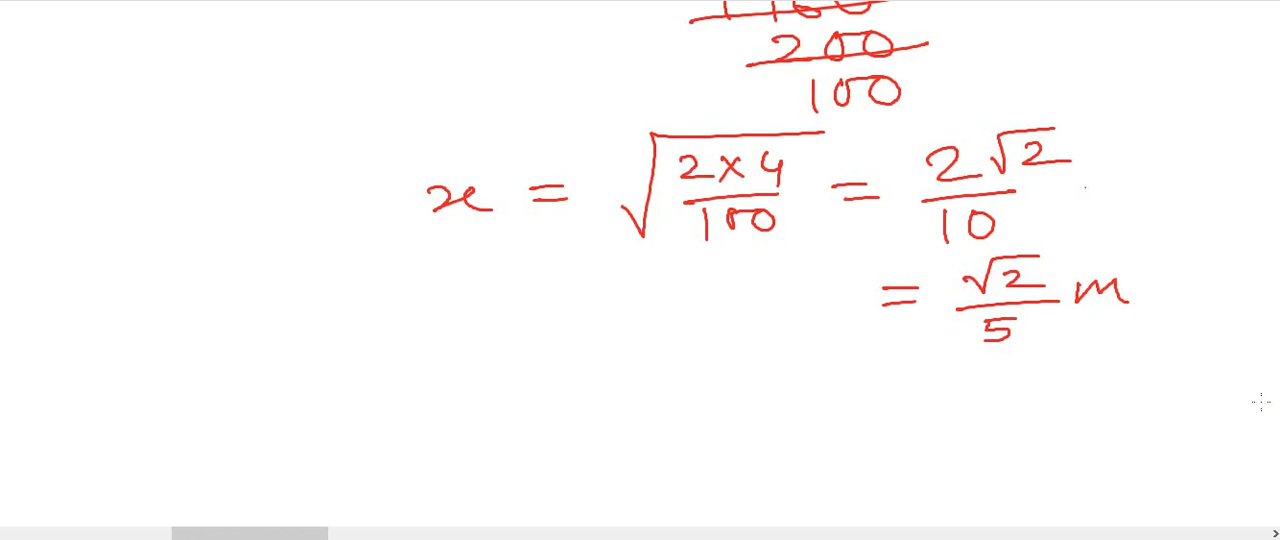 200
100
x = √(2×4/100) = 2√2/10
= √2/5 m